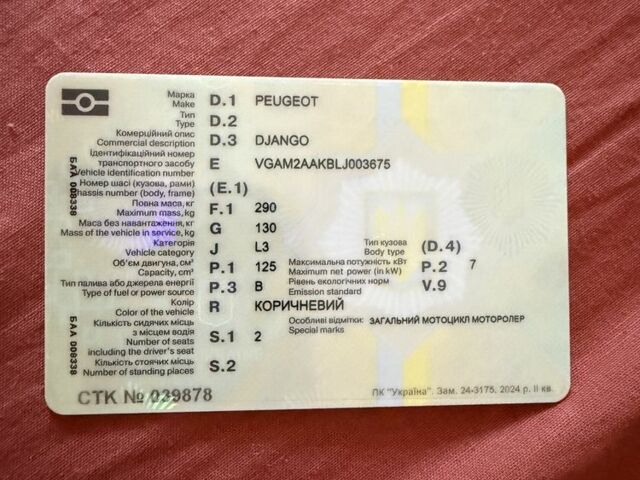 Марка
Make D.1 PEUGEOT
Тип
Type D.2
Комерційний опис
Commercial description D.3 DJANGO
Ідентифікаційний номер
транспортного засобу E VGAM2AAKBLJ003675
Vehicle identification number
Номер шасі (кузова, рами) (E.1)
Chassis number (body, frame)
Повна маса, кг F.1 290
Maximum mass, kg
Маса без навантаження, кг G 130
Mass of the vehicle in service, kg
Категорія J L3 Тип кузова (D.4)
Vehicle category Body type
Об'єм двигуна, см³ P.1 125 Максимальна потужність кВт P.2 7
Capacity, cm³ Maximum net power (in kW)
Тип палива або джерела енергії P.3 B Рівень екологічних норм V.9
Type of fuel or power source Emission standard
Колір R КОРИЧНЕВИЙ
Color of the vehicle
Особливі відмітки: ЗАГАЛЬНИЙ МОТОЦИКЛ МОТОРОЛЕР
Special marks
Кількість сидячих місць
з місцем водія S.1 2
Number of seats
including the driver's seat
Кількість стоячих місць S.2
Number of standing places
СТК № 039878
ПК "Україна". Зам. 24-3175, 2024 р. II кв.
БАА 008338
БАА 008338